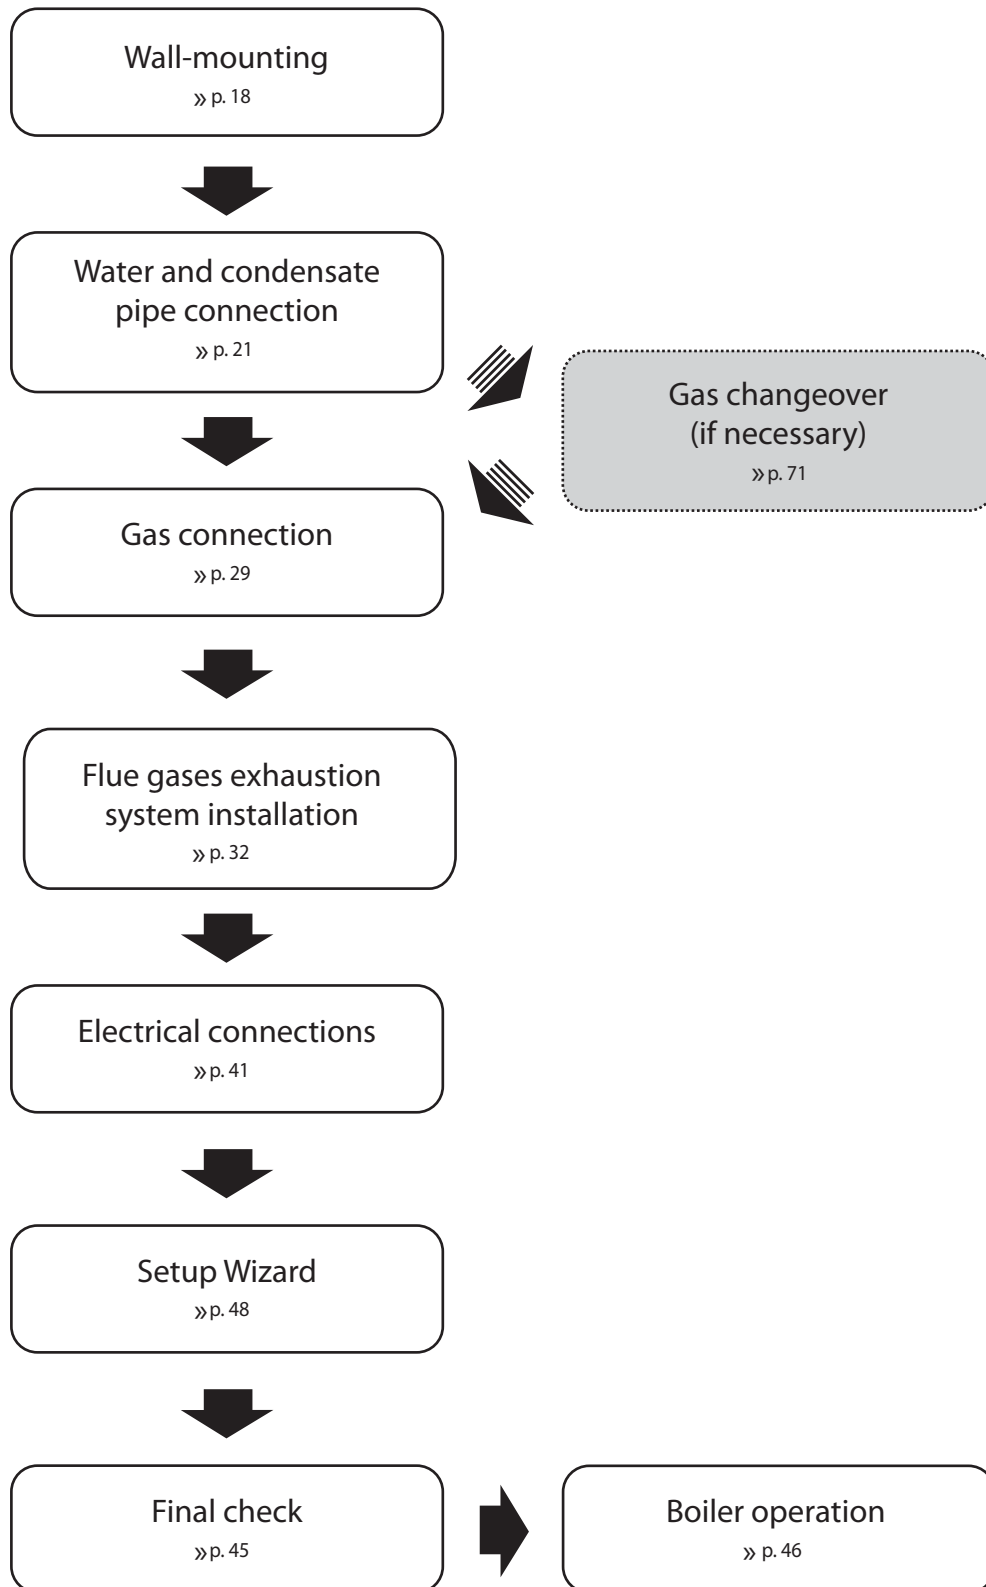 Wall-mounting
» p. 18
Water and condensate
pipe connection
» p. 21
Gas changeover
(if necessary)
» p. 71
Gas connection
» p. 29
Flue gases exhaustion
system installation
» p. 32
Electrical connections
» p. 41
Setup Wizard
» p. 48
Final check
» p. 45
Boiler operation
» p. 46